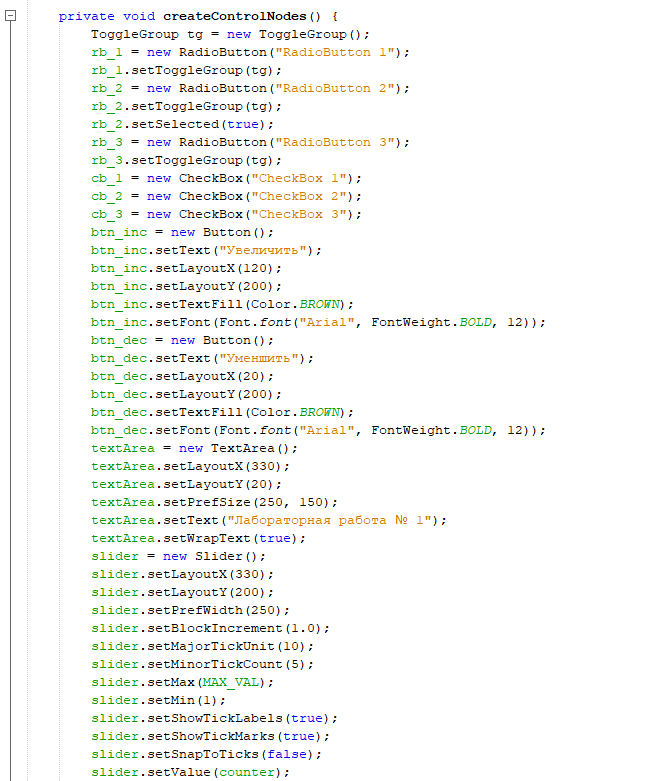 private void createControlNodes() {
ToggleGroup tg = new ToggleGroup();
rb_1 = new RadioButton("RadioButton 1");
rb_1.setToggleGroup(tg);
rb_2 = new RadioButton("RadioButton 2");
rb_2.setToggleGroup(tg);
rb_2.setSelected(true);
rb_3 = new RadioButton("RadioButton 3");
rb_3.setToggleGroup(tg);
cb_1 = new CheckBox("CheckBox 1");
cb_2 = new CheckBox("CheckBox 2");
cb_3 = new CheckBox("CheckBox 3");
btn_inc = new Button();
btn_inc.setText("Увеличить");
btn_inc.setLayoutX(120);
btn_inc.setLayoutY(200);
btn_inc.setTextFill(Color.BROWN);
btn_inc.setFont(Font.font("Arial", FontWeight.BOLD, 12));
btn_dec = new Button();
btn_dec.setText("Уменшить");
btn_dec.setLayoutX(20);
btn_dec.setLayoutY(200);
btn_dec.setTextFill(Color.BROWN);
btn_dec.setFont(Font.font("Arial", FontWeight.BOLD, 12));
textArea = new TextArea();
textArea.setLayoutX(330);
textArea.setLayoutY(20);
textArea.setPrefSize(250, 150);
textArea.setText("Лабораторная работа № 1");
textArea.setWrapText(true);
slider = new Slider();
slider.setLayoutX(330);
slider.setLayoutY(200);
slider.setPrefWidth(250);
slider.setBlockIncrement(1.0);
slider.setMajorTickUnit(10);
slider.setMinorTickCount(5);
slider.setMax(MAX_VAL);
slider.setMin(1);
slider.setShowTickLabels(true);
slider.setShowTickMarks(true);
slider.setSnapToTicks(false);
slider.setValue(counter);